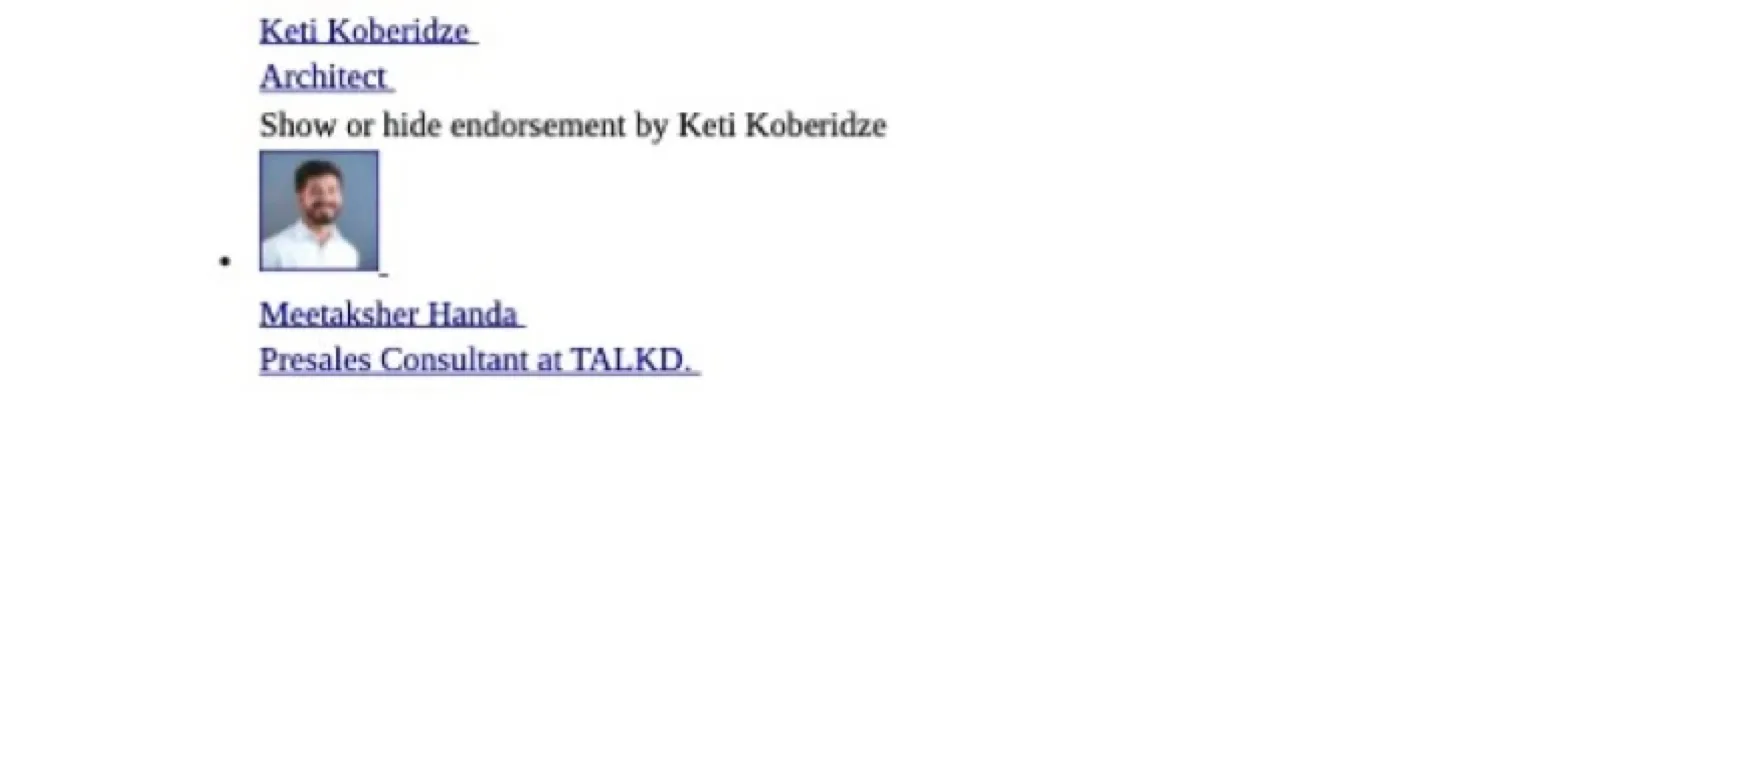 Keti Koberidze
Architect
Show or hide endorsement by Keti Koberidze
Meetaksher Handa
Presales Consultant at TALKD.